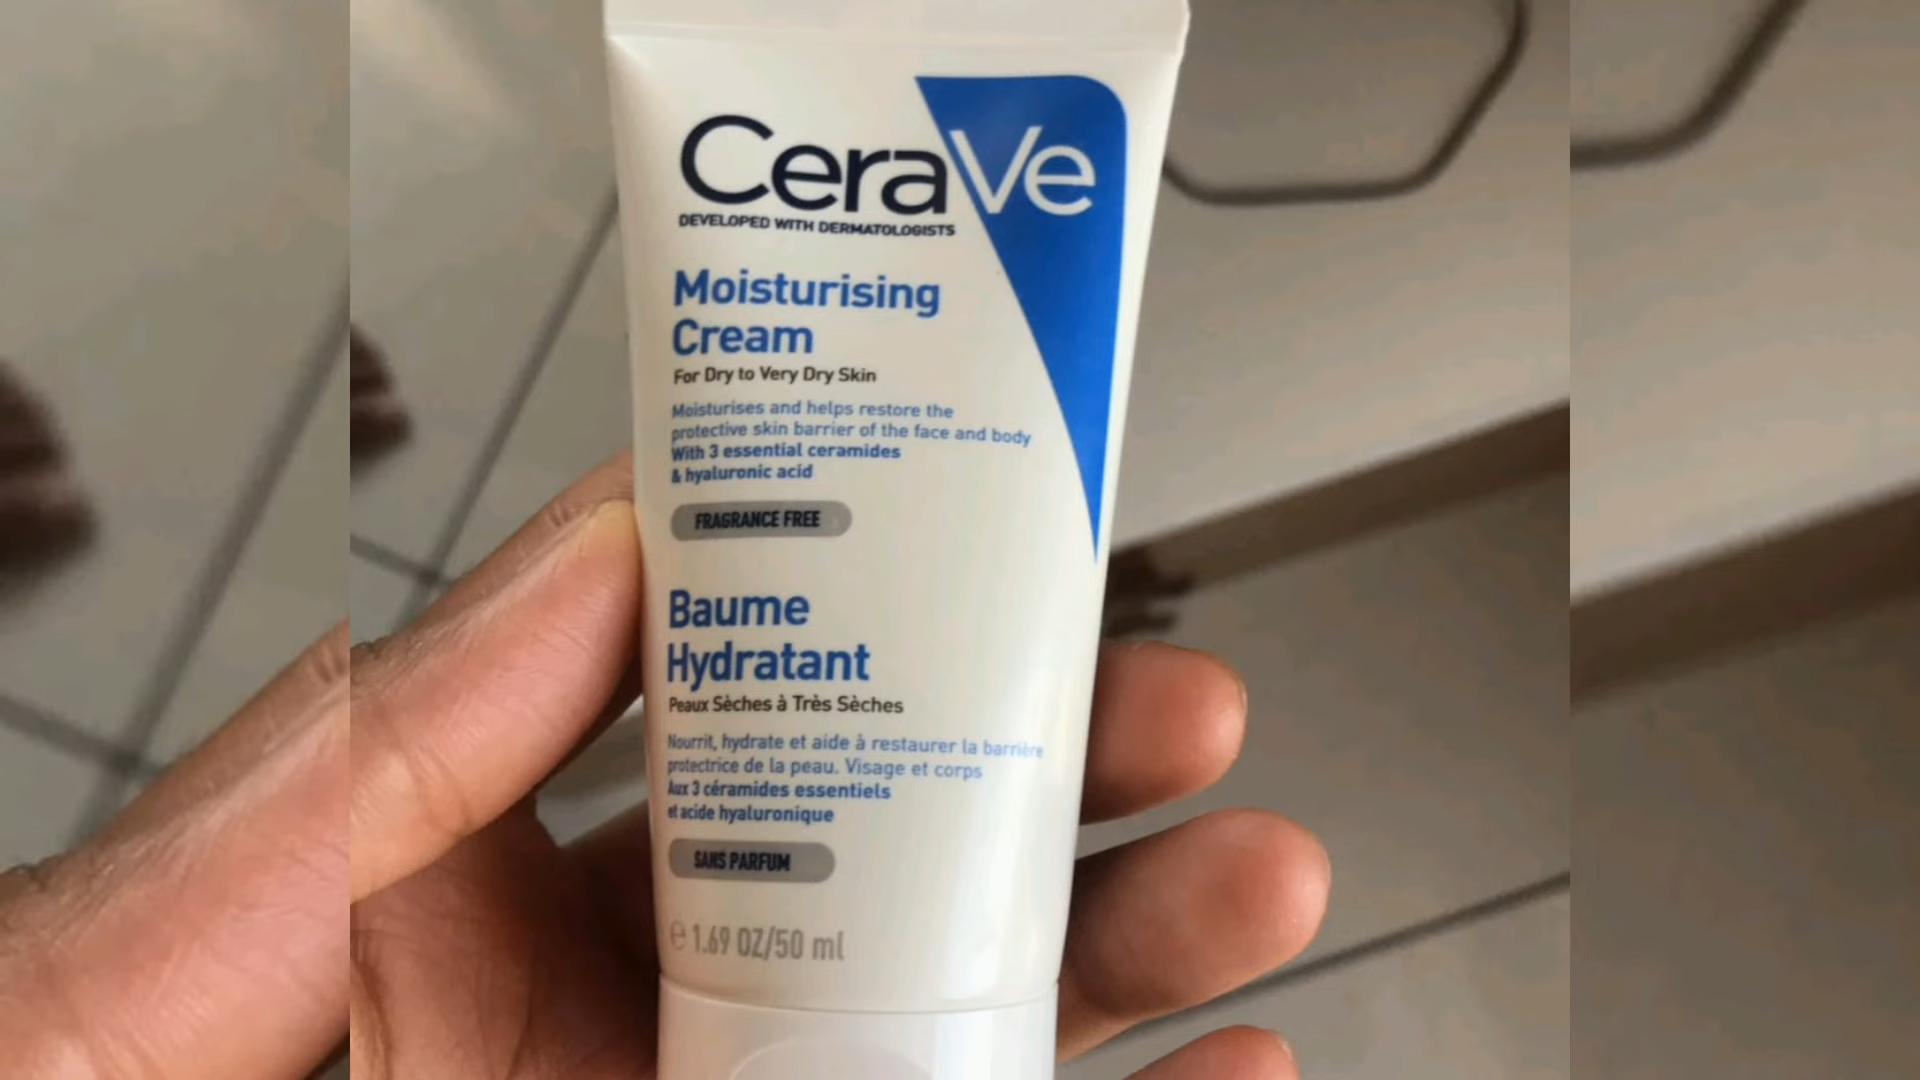 CeraVe
DEVELOPED WITH DERMATOLOGISTS
Moisturising
Cream
For Dry to Very Dry Skin
Moisturises and helps restore the
protective skin barrier of the face and body
With 3 essential ceramides
& hyaluronic acid
FRAGRANCE FREE
Baume
Hydratant
Peaux Sèches à Très Sèches
Nourrit, hydrate et aide à restaurer la barrière
protectrice de la peau. Visage et corps
Aux 3 céramides essentiels
et acide hyaluronique
SANS PARFUM
℮ 1.69 OZ/50 ml